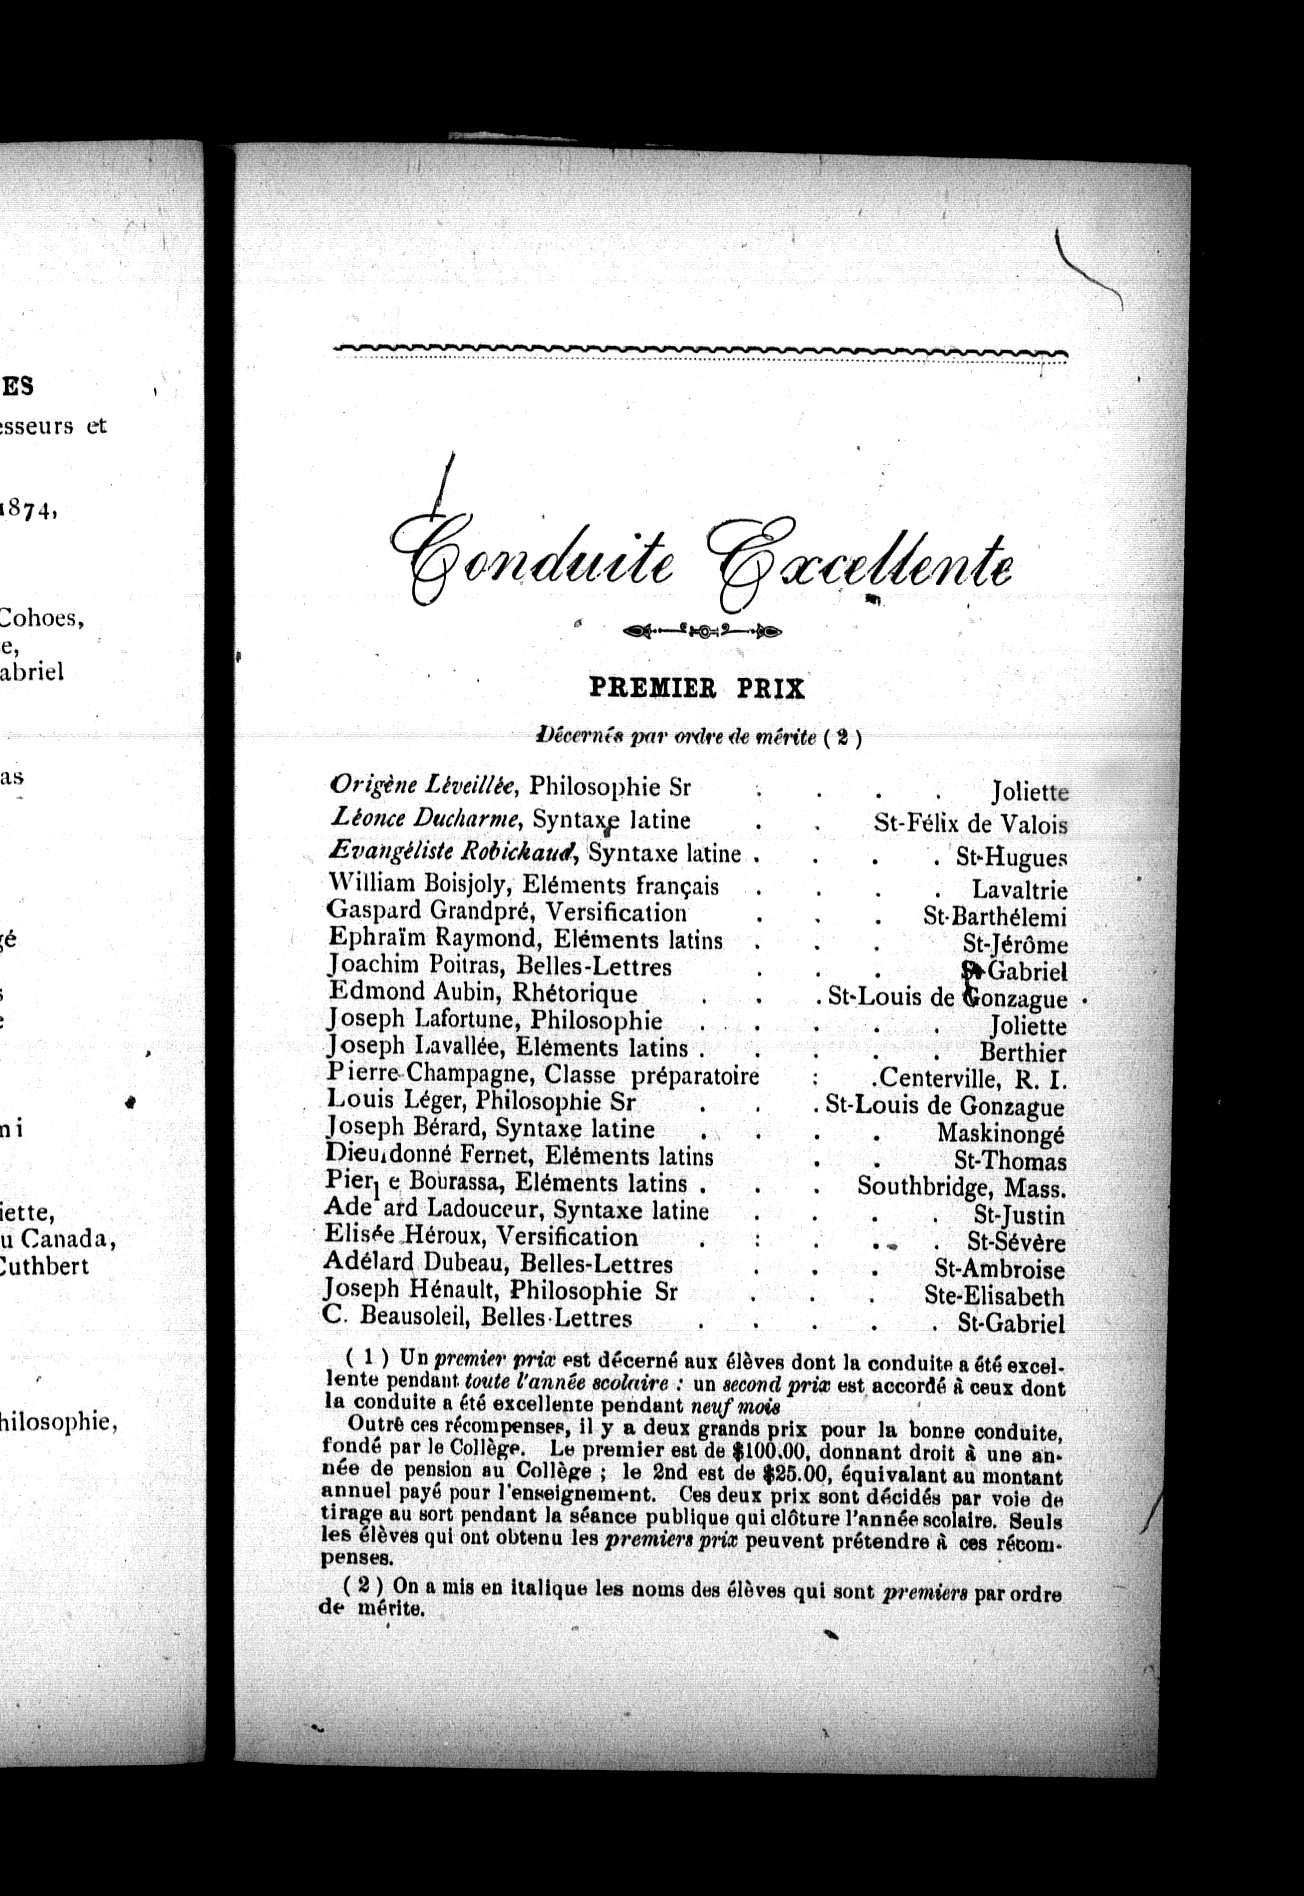 ES
esseurs et
1874,
Cohoes,
e,
abriel
as
gé
s
e
ni
iette,
u Canada,
Cuthbert
hilosophie,
Conduite Excellente
PREMIER PRIX
Décernés par ordre de mérite ( 2 )
Origène Léveillée, Philosophie Sr . . . . Joliette
Léonce Ducharme, Syntaxe latine . . St-Félix de Valois
Evangéliste Robichaud, Syntaxe latine . . . . St-Hugues
William Boisjoly, Eléments français . . . . Lavaltrie
Gaspard Grandpré, Versification . . . St-Barthélemi
Ephraïm Raymond, Eléments latins . . . St-Jérôme
Joachim Poitras, Belles-Lettres . . . St-Gabriel
Edmond Aubin, Rhétorique . . . St-Louis de Gonzague
Joseph Lafortune, Philosophie . . . . . Joliette
Joseph Lavallée, Eléments latins . . . . . Berthier
Pierre Champagne, Classe préparatoire : . Centerville, R. I.
Louis Léger, Philosophie Sr . . . St-Louis de Gonzague
Joseph Bérard, Syntaxe latine . . . . Maskinongé
Dieudonné Fernet, Eléments latins . . St-Thomas
Pier e Bourassa, Eléments latins . . . Southbridge, Mass.
Ade ard Ladouceur, Syntaxe latine . . . . St-Justin
Elisée Héroux, Versification . : . . . St-Sévère
Adélard Dubeau, Belles-Lettres . . . St-Ambroise
Joseph Hénault, Philosophie Sr . . . Ste-Elisabeth
C. Beausoleil, Belles-Lettres . . . . . St-Gabriel
( 1 ) Un premier prix est décerné aux élèves dont la conduite a été excel-
lente pendant toute l'année scolaire : un second prix est accordé à ceux dont
la conduite a été excellente pendant neuf mois
Outre ces récompenses, il y a deux grands prix pour la bonne conduite,
fondé par le Collège. Le premier est de $100.00, donnant droit à une an-
née de pension au Collège ; le 2nd est de $25.00, équivalant au montant
annuel payé pour l'enseignement. Ces deux prix sont décidés par voie de
tirage au sort pendant la séance publique qui clôture l'année scolaire. Seuls
les élèves qui ont obtenu les premiers prix peuvent prétendre à ces récom-
penses.
( 2 ) On a mis en italique les noms des élèves qui sont premiers par ordre
de mérite.